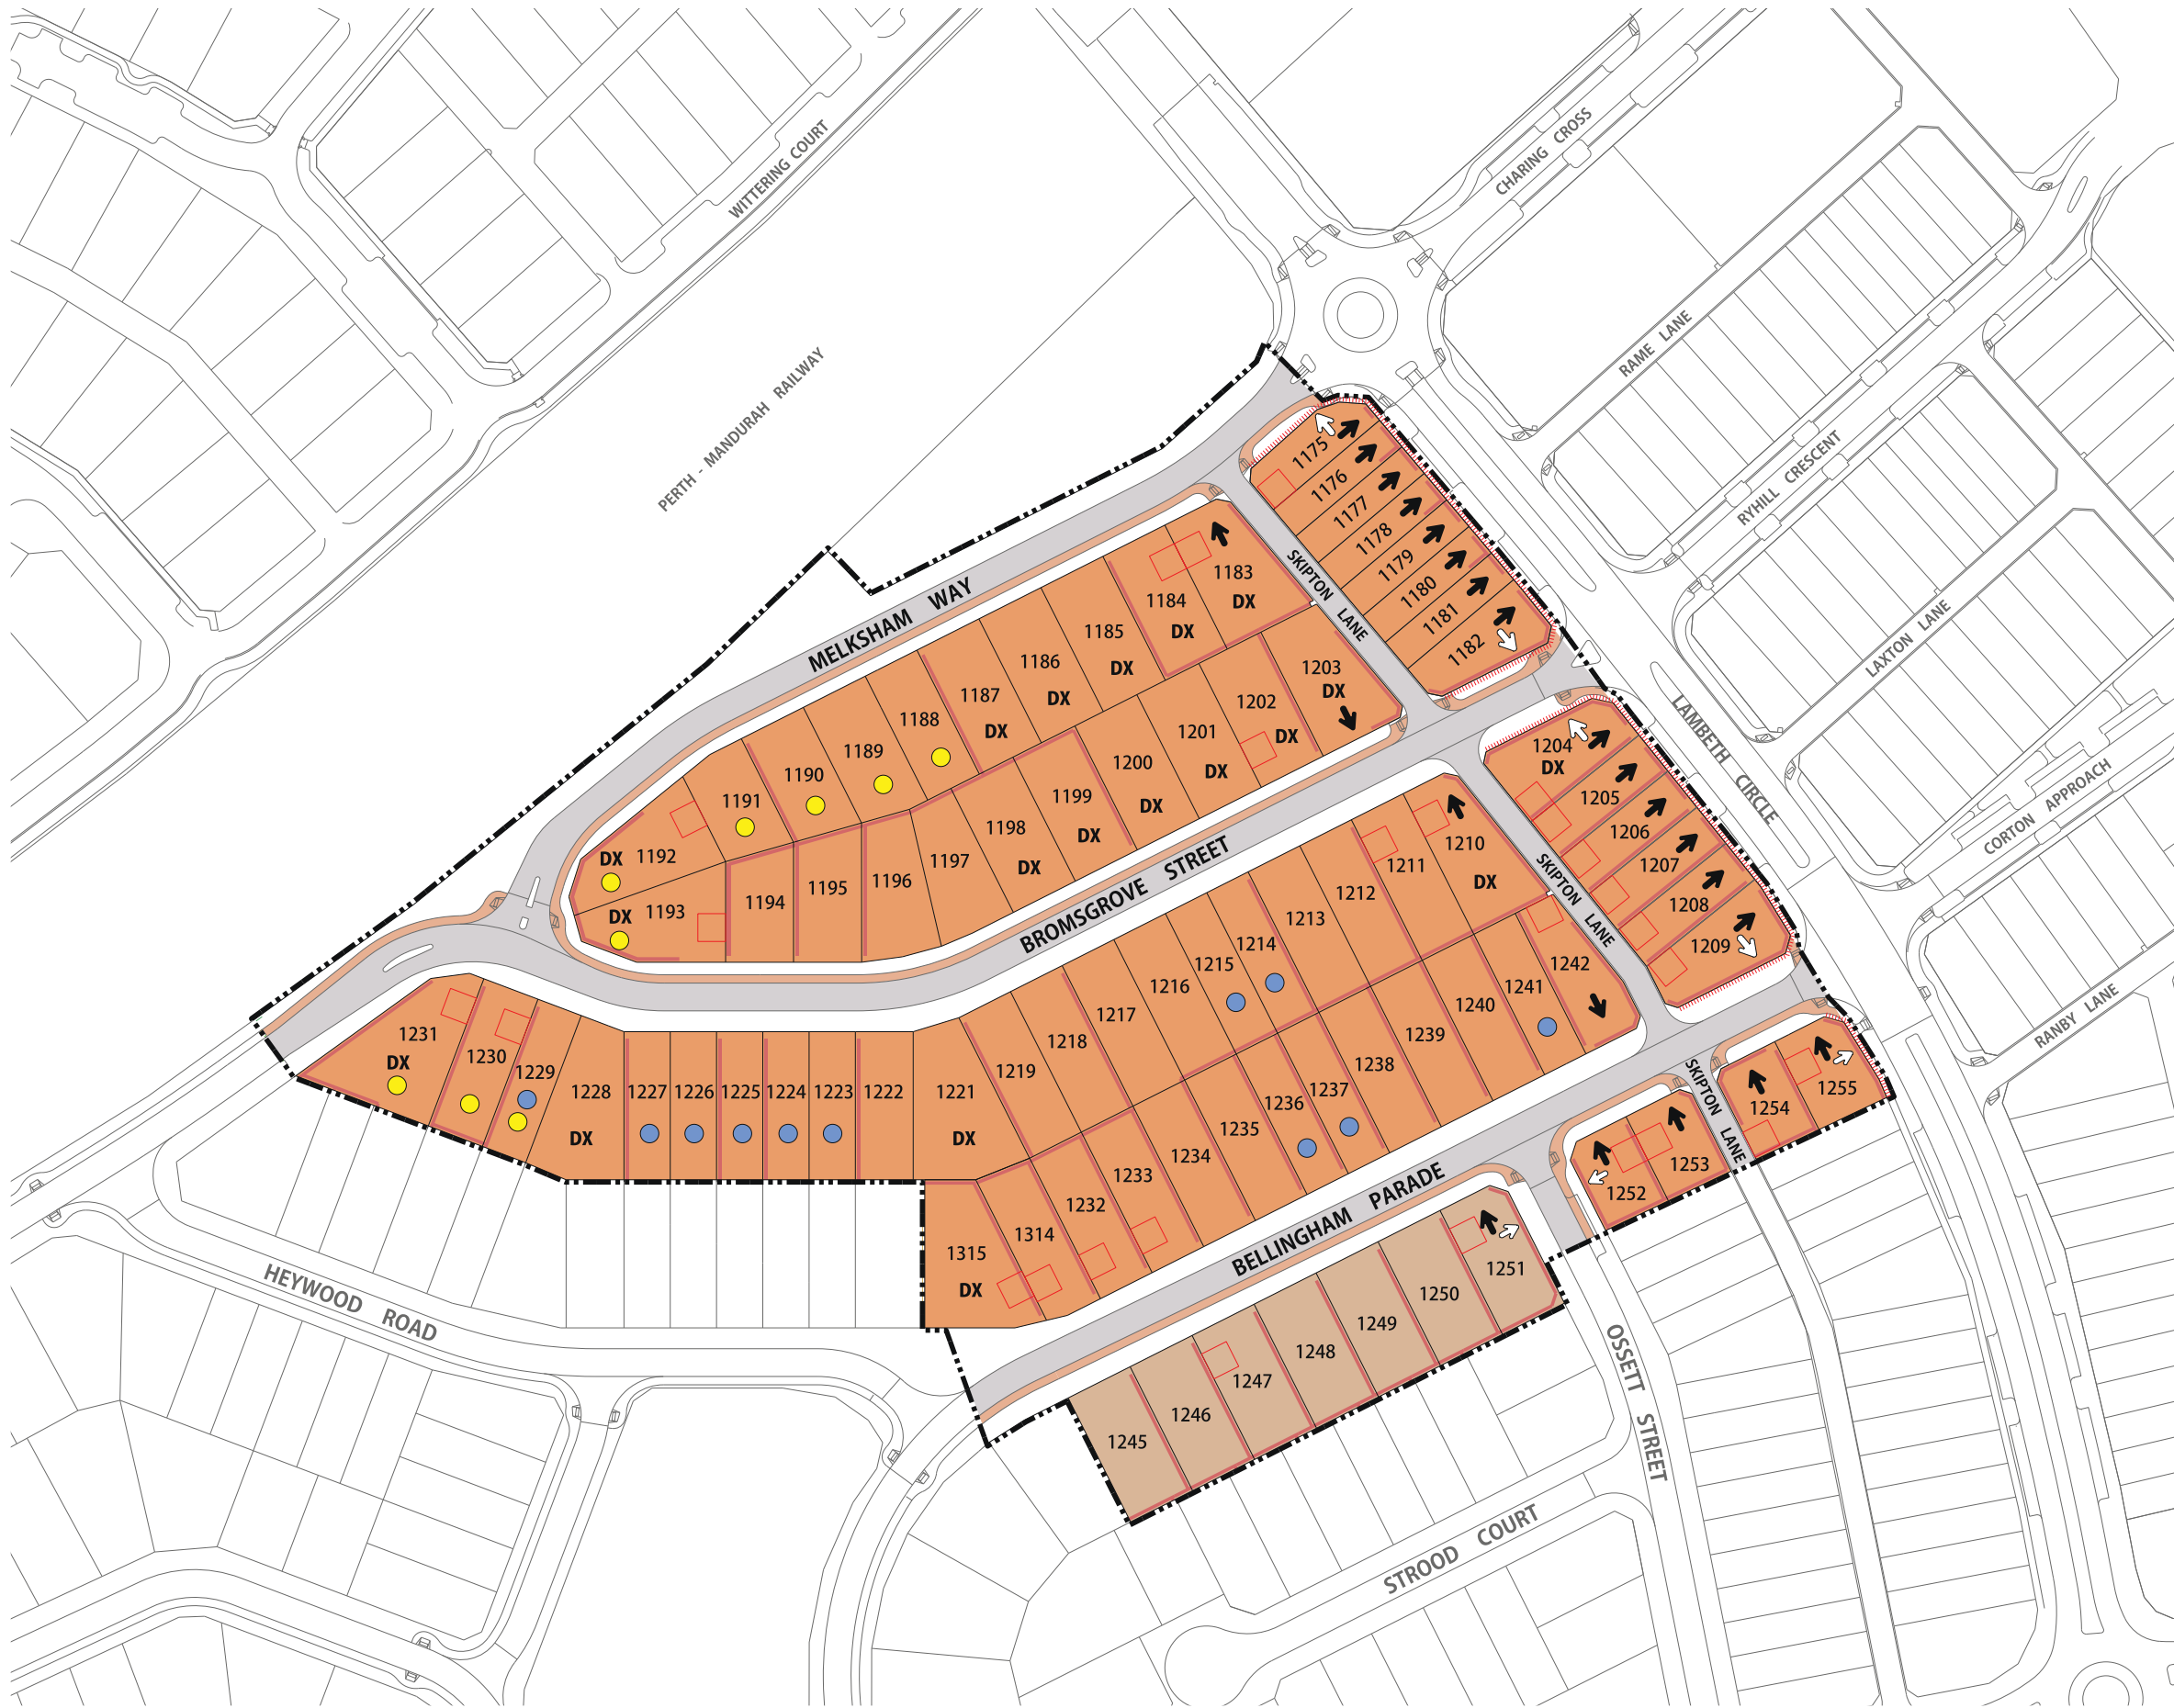 CHARING CROSS
WITTERING COURT
RAME LANE
PERTH - MANDURAH RAILWAY
RYHILL CRESCENT
LAXTON LANE
LAMBETH CIRCLE
CORTON APPROACH
RANBY LANE
MELKSHAM WAY
SKIPTON LANE
1175
1176
1177
1178
1179
1180
1181
1182
1183
DX
1184
DX
1185
DX
1186
DX
1187
DX
1188
1189
1190
1191
DX 1192
DX 1193
1194
1195
1196
1197
1198
DX
1199
DX
1200
DX
1201
DX
1202
DX
1203
DX
BROMSGROVE STREET
SKIPTON LANE
1204
DX
1205
1206
1207
1208
1209
1210
DX
1211
1212
1213
1214
1215
1216
1217
1218
1219
1221
DX
1222
1223
1224
1225
1226
1227
1228
DX
1229
1230
1231
DX
1242
1241
1240
1239
1238
1237
1236
1235
1234
1233
1232
1314
1315
DX
BELLINGHAM PARADE
SKIPTON LANE
1252
1253
1254
1255
1245
1246
1247
1248
1249
1250
1251
HEYWOOD ROAD
OSSETT STREET
STROOD COURT